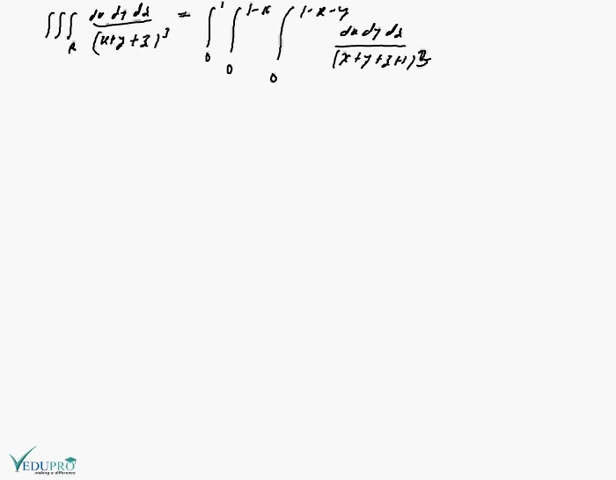 ∭_R dx dy dz / (x+y+z)^3 = ∫_0^1 ∫_0^{1-x} ∫_0^{1-x-y} dx dy dz / (x+y+z+1)^3
VEDUPRO
making a difference